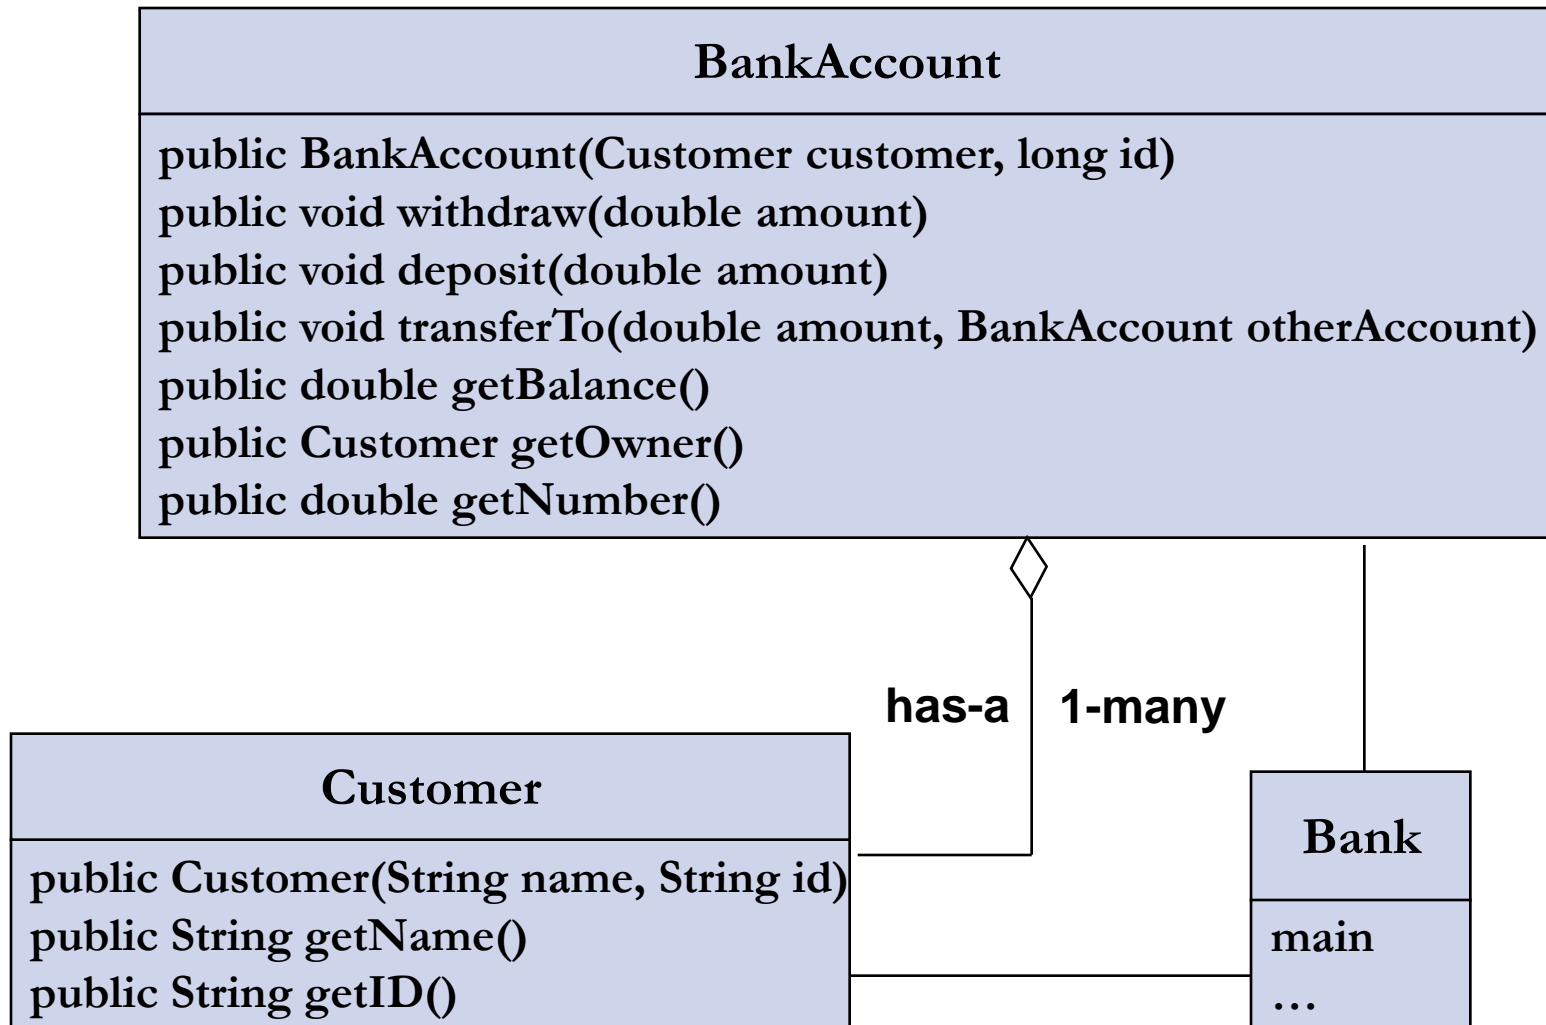 BankAccount
public BankAccount(Customer customer, long id)
public void withdraw(double amount)
public void deposit(double amount)
public void transferTo(double amount, BankAccount otherAccount)
public double getBalance()
public Customer getOwner()
public double getNumber()
has-a 1-many
Customer
public Customer(String name, String id)
public String getName()
public String getID()
Bank
main
…